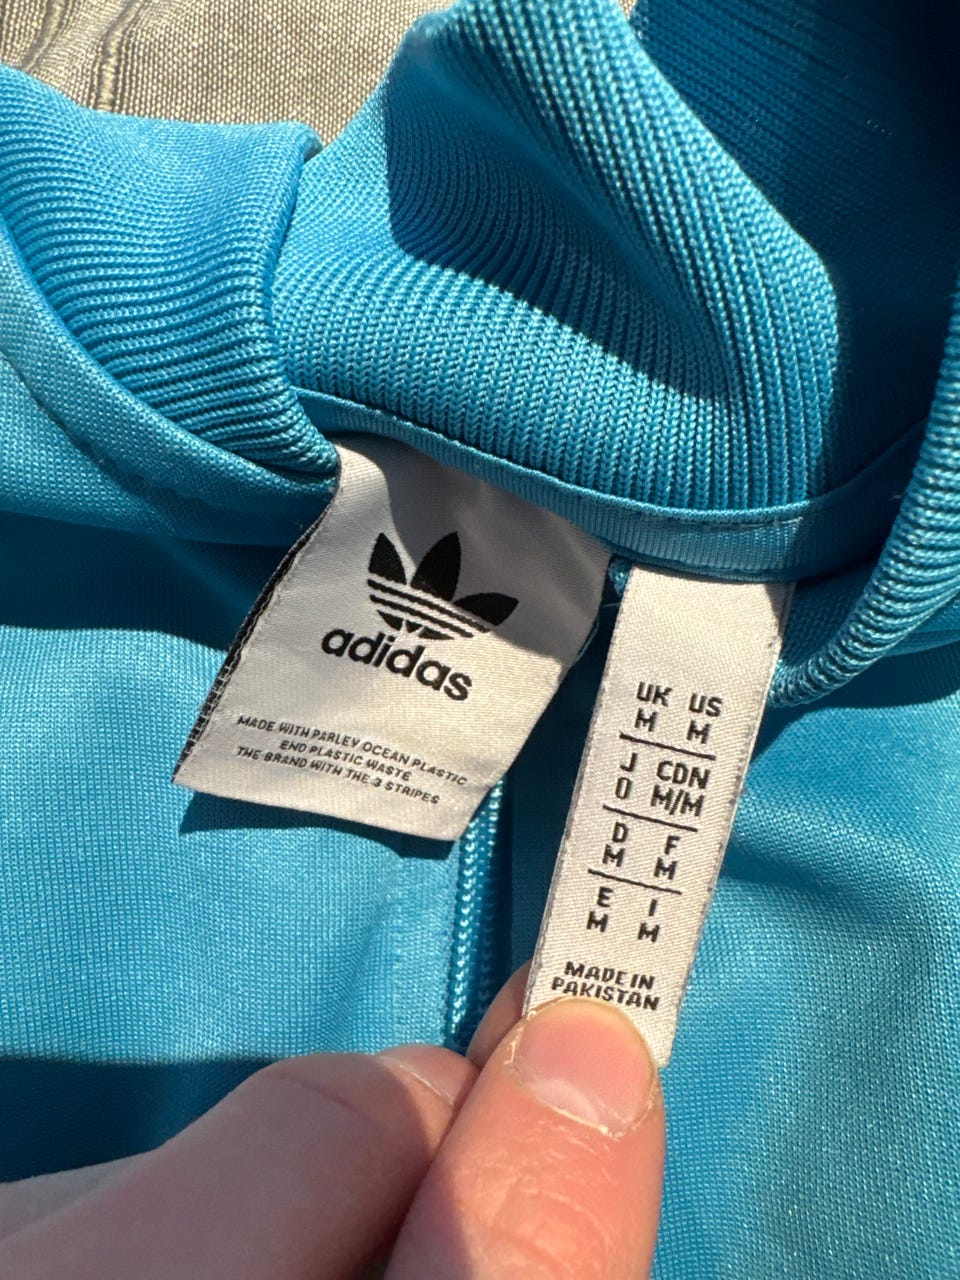 adidas
MADE WITH PARLEY OCEAN PLASTIC
END PLASTIC WASTE
THE BRAND WITH THE 3 STRIPES
UK US
M M
J CDN
O M/M
D F
M M
E I
M M
MADE IN
PAKISTAN